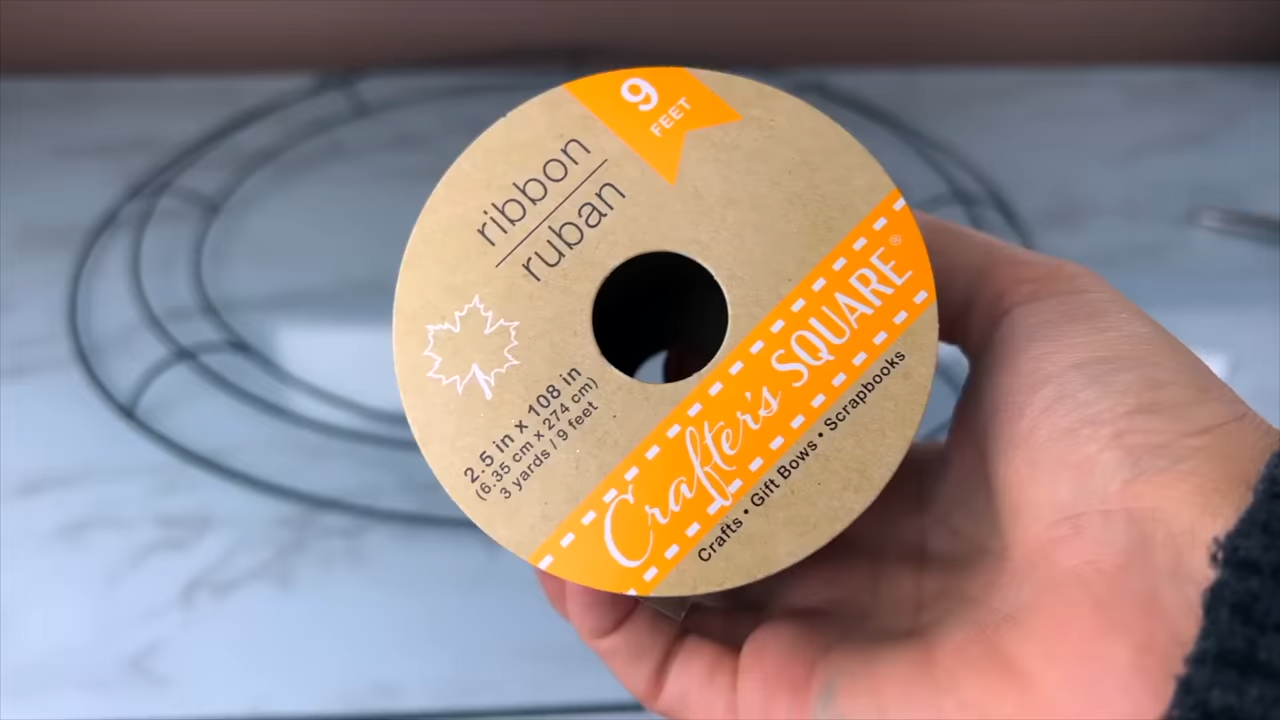 9
FEET
ribbon
ruban
2.5 in x 108 in
(6.35 cm x 274 cm)
3 yards / 9 feet
Crafter's SQUARE®
Crafts • Gift Bows • Scrapbooks